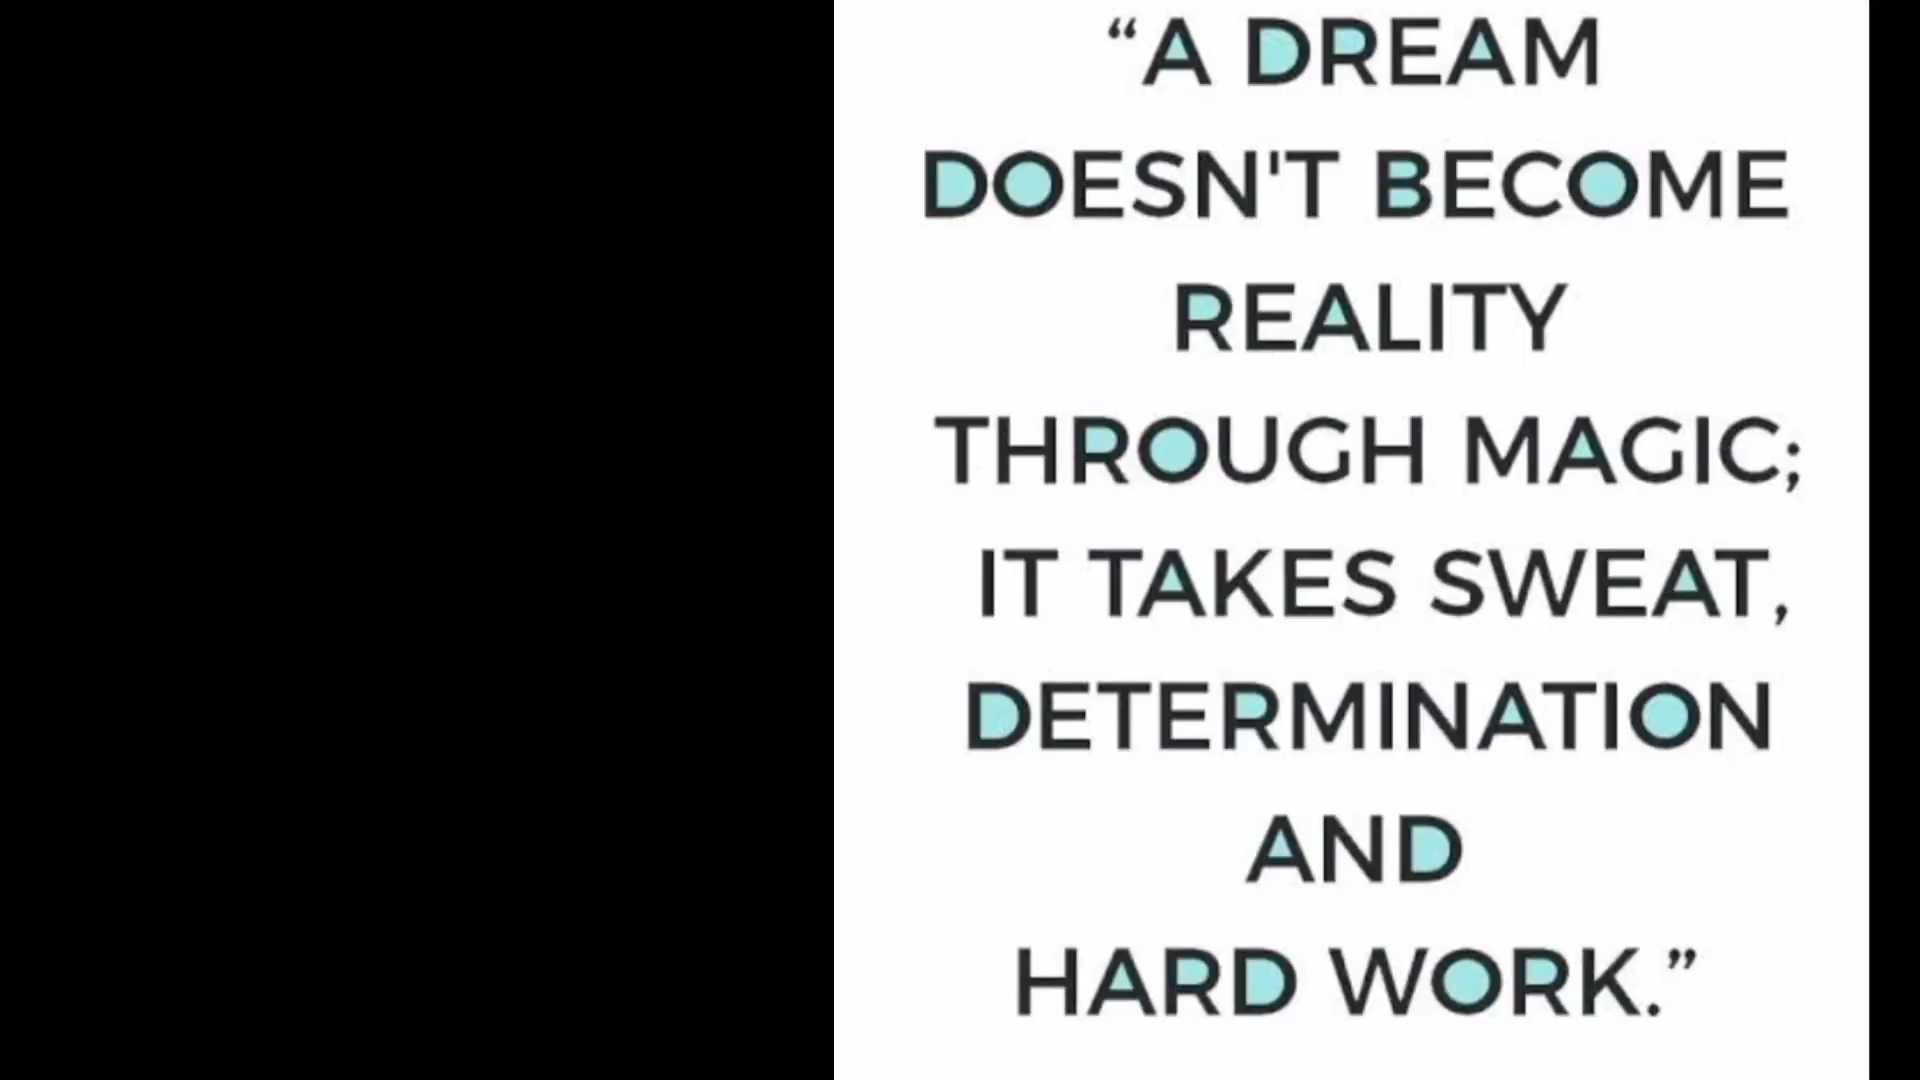 “A DREAM
DOESN'T BECOME
REALITY
THROUGH MAGIC;
IT TAKES SWEAT,
DETERMINATION
AND
HARD WORK.”